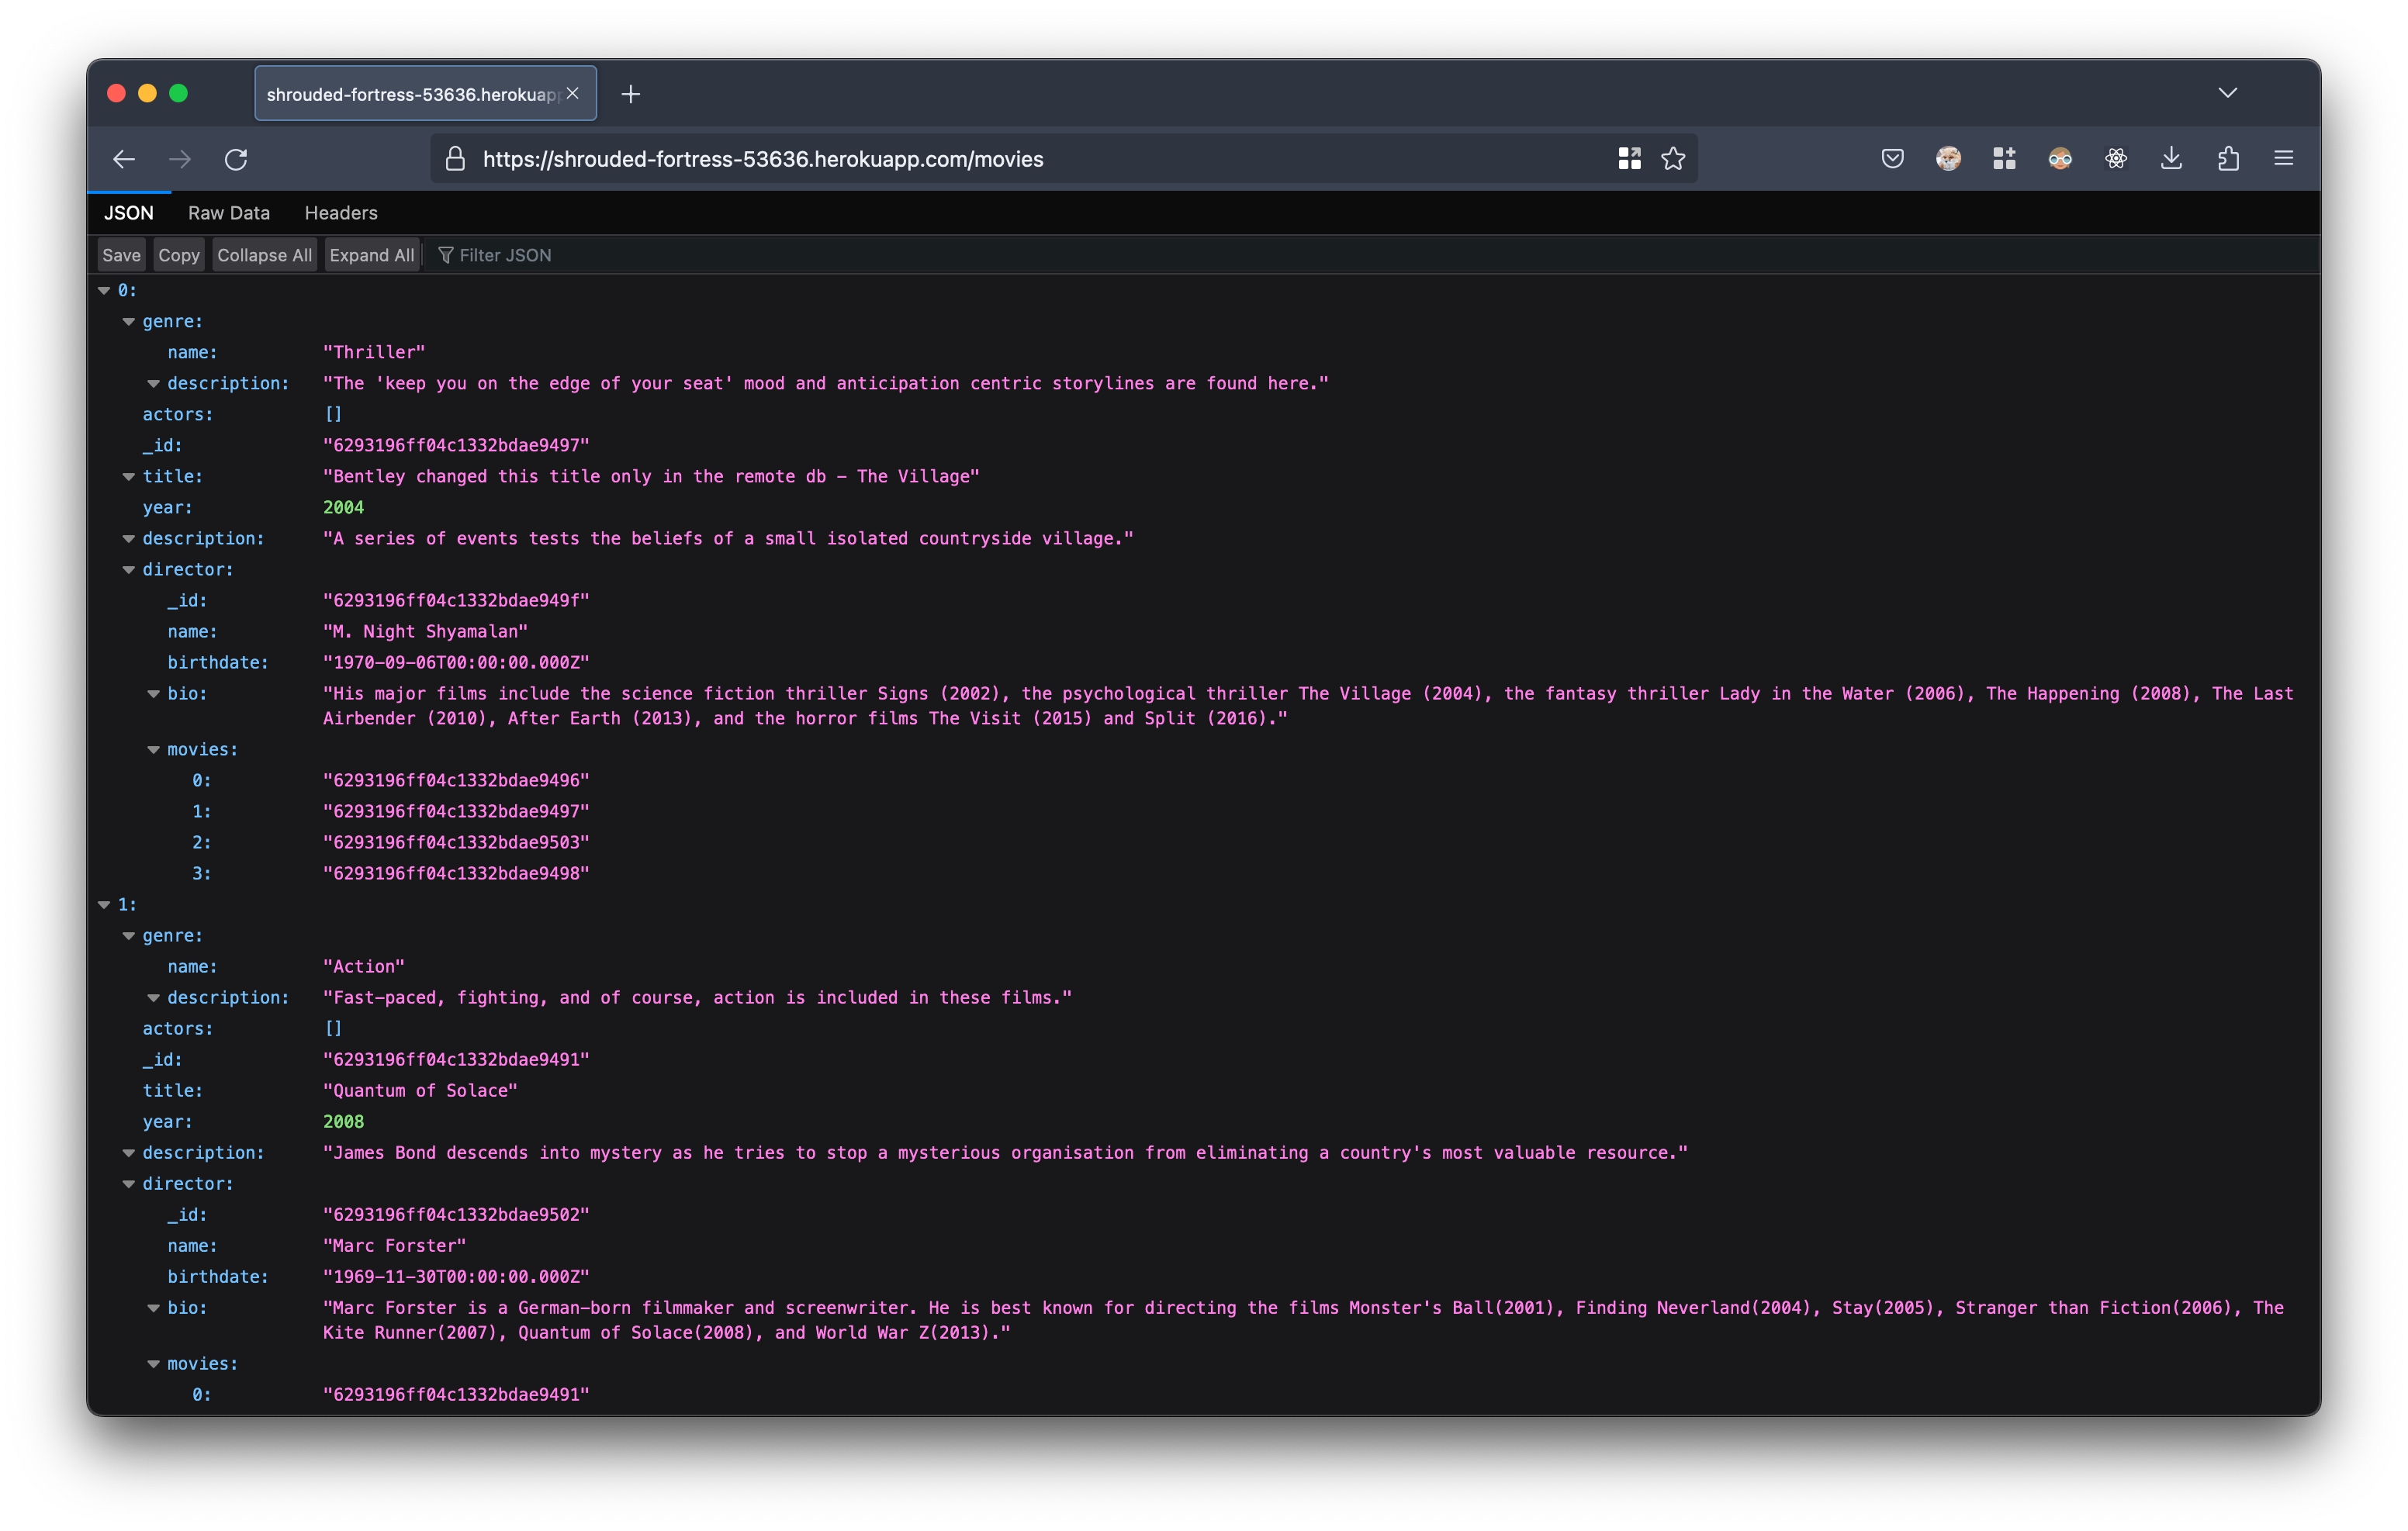 shrouded-fortress-53636.herokuap
https://shrouded-fortress-53636.herokuapp.com/movies
JSON Raw Data Headers
Save Copy Collapse All Expand All Filter JSON
0:
genre:
name: "Thriller"
description: "The 'keep you on the edge of your seat' mood and anticipation centric storylines are found here."
actors: []
_id: "6293196ff04c1332bdae9497"
title: "Bentley changed this title only in the remote db - The Village"
year: 2004
description: "A series of events tests the beliefs of a small isolated countryside village."
director:
_id: "6293196ff04c1332bdae949f"
name: "M. Night Shyamalan"
birthdate: "1970-09-06T00:00:00.000Z"
bio: "His major films include the science fiction thriller Signs (2002), the psychological thriller The Village (2004), the fantasy thriller Lady in the Water (2006), The Happening (2008), The Last
Airbender (2010), After Earth (2013), and the horror films The Visit (2015) and Split (2016)."
movies:
0: "6293196ff04c1332bdae9496"
1: "6293196ff04c1332bdae9497"
2: "6293196ff04c1332bdae9503"
3: "6293196ff04c1332bdae9498"
1:
genre:
name: "Action"
description: "Fast-paced, fighting, and of course, action is included in these films."
actors: []
_id: "6293196ff04c1332bdae9491"
title: "Quantum of Solace"
year: 2008
description: "James Bond descends into mystery as he tries to stop a mysterious organisation from eliminating a country's most valuable resource."
director:
_id: "6293196ff04c1332bdae9502"
name: "Marc Forster"
birthdate: "1969-11-30T00:00:00.000Z"
bio: "Marc Forster is a German-born filmmaker and screenwriter. He is best known for directing the films Monster's Ball(2001), Finding Neverland(2004), Stay(2005), Stranger than Fiction(2006), The
Kite Runner(2007), Quantum of Solace(2008), and World War Z(2013)."
movies:
0: "6293196ff04c1332bdae9491"